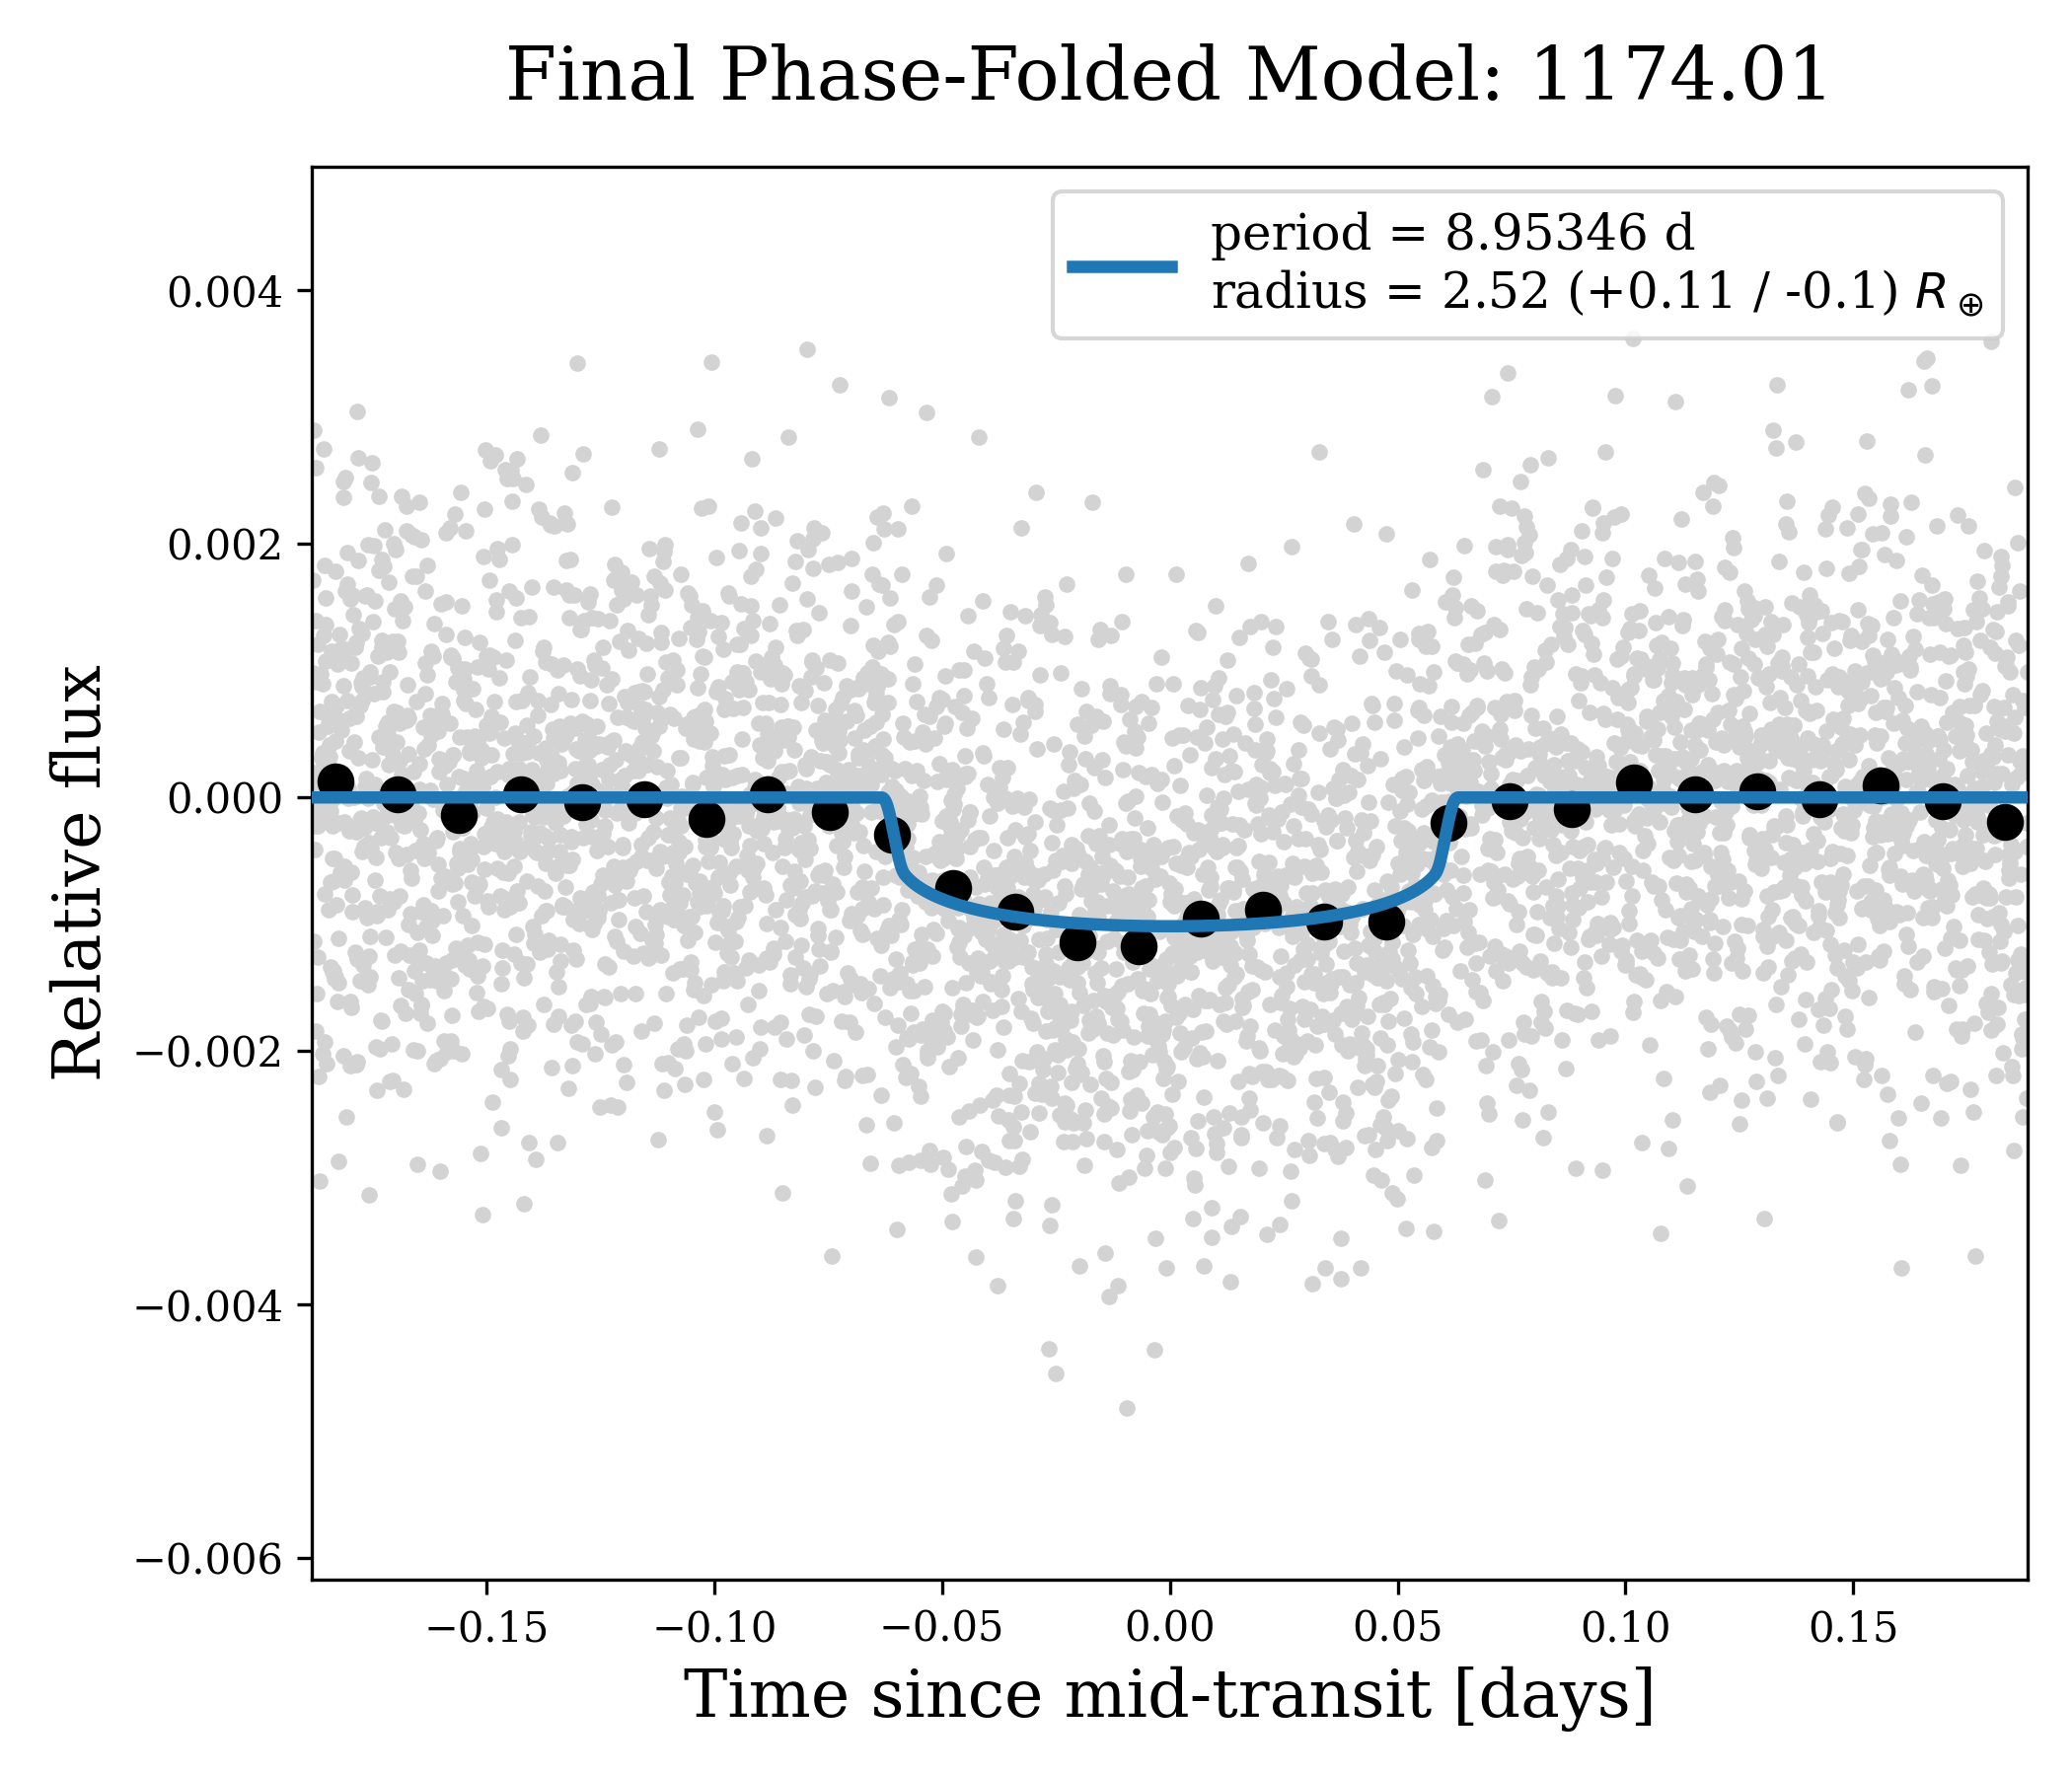 Final Phase-Folded Model: 1174.01
period = 8.95346 d
radius = 2.52 (+0.11 / -0.1) R⊕
0.004
0.002
0.000
−0.002
−0.004
−0.006
Relative flux
−0.15 −0.10 −0.05 0.00 0.05 0.10 0.15
Time since mid-transit [days]